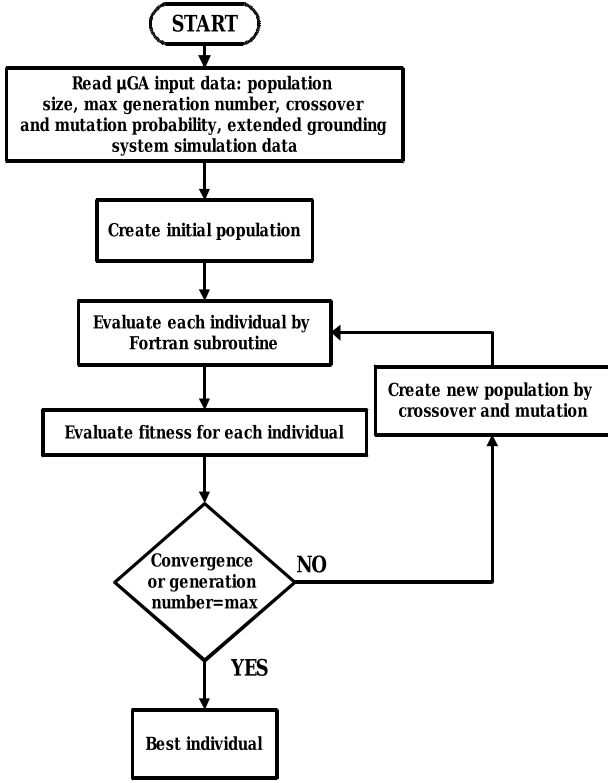 START
Read µGA input data: population
size, max generation number, crossover
and mutation probability, extended grounding
system simulation data
Create initial population
Evaluate each individual by
Fortran subroutine
Create new population by
crossover and mutation
Evaluate fitness for each individual
Convergence
or generation
number=max
NO
YES
Best individual